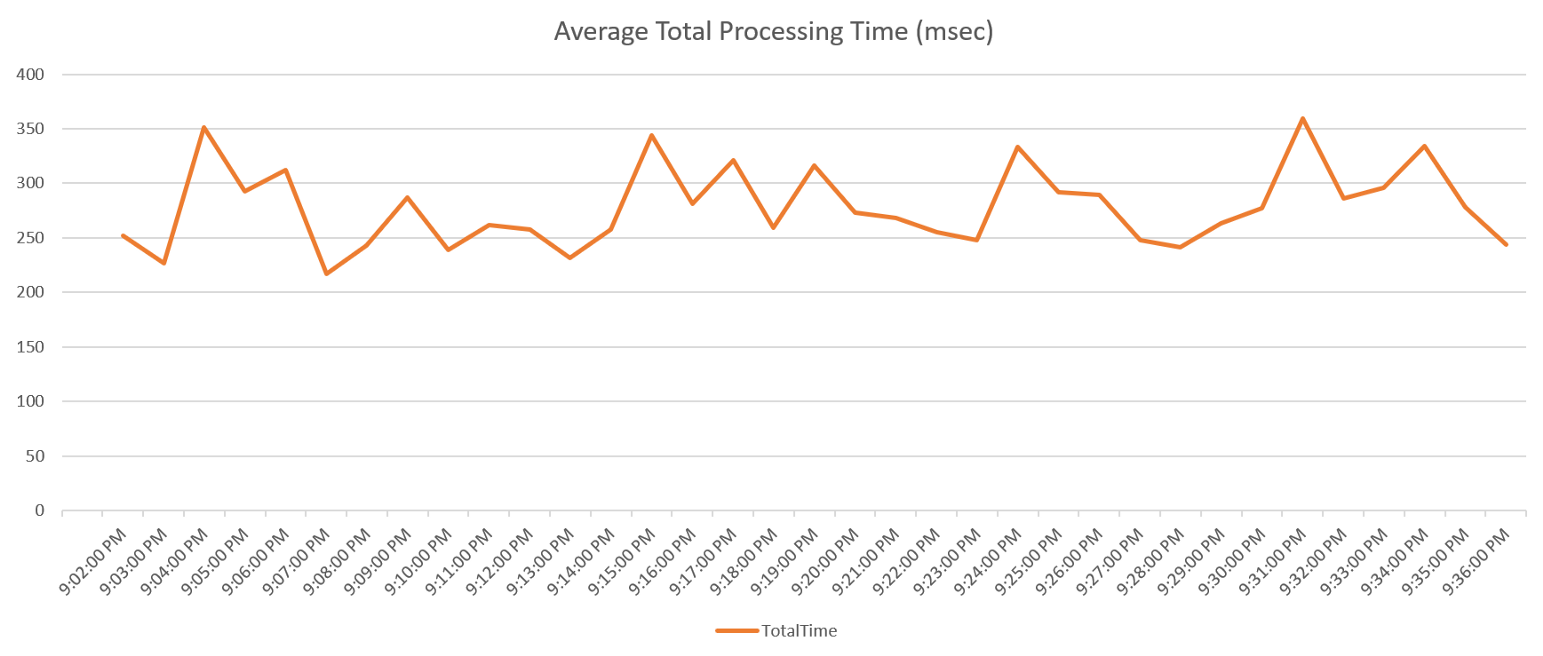 Average Total Processing Time (msec)
400
350
300
250
200
150
100
50
0
9:02:00 PM
9:03:00 PM
9:04:00 PM
9:05:00 PM
9:06:00 PM
9:07:00 PM
9:08:00 PM
9:09:00 PM
9:10:00 PM
9:11:00 PM
9:12:00 PM
9:13:00 PM
9:14:00 PM
9:15:00 PM
9:16:00 PM
9:17:00 PM
9:18:00 PM
9:19:00 PM
9:20:00 PM
9:21:00 PM
9:22:00 PM
9:23:00 PM
9:24:00 PM
9:25:00 PM
9:26:00 PM
9:27:00 PM
9:28:00 PM
9:29:00 PM
9:30:00 PM
9:31:00 PM
9:32:00 PM
9:33:00 PM
9:34:00 PM
9:35:00 PM
9:36:00 PM
TotalTime